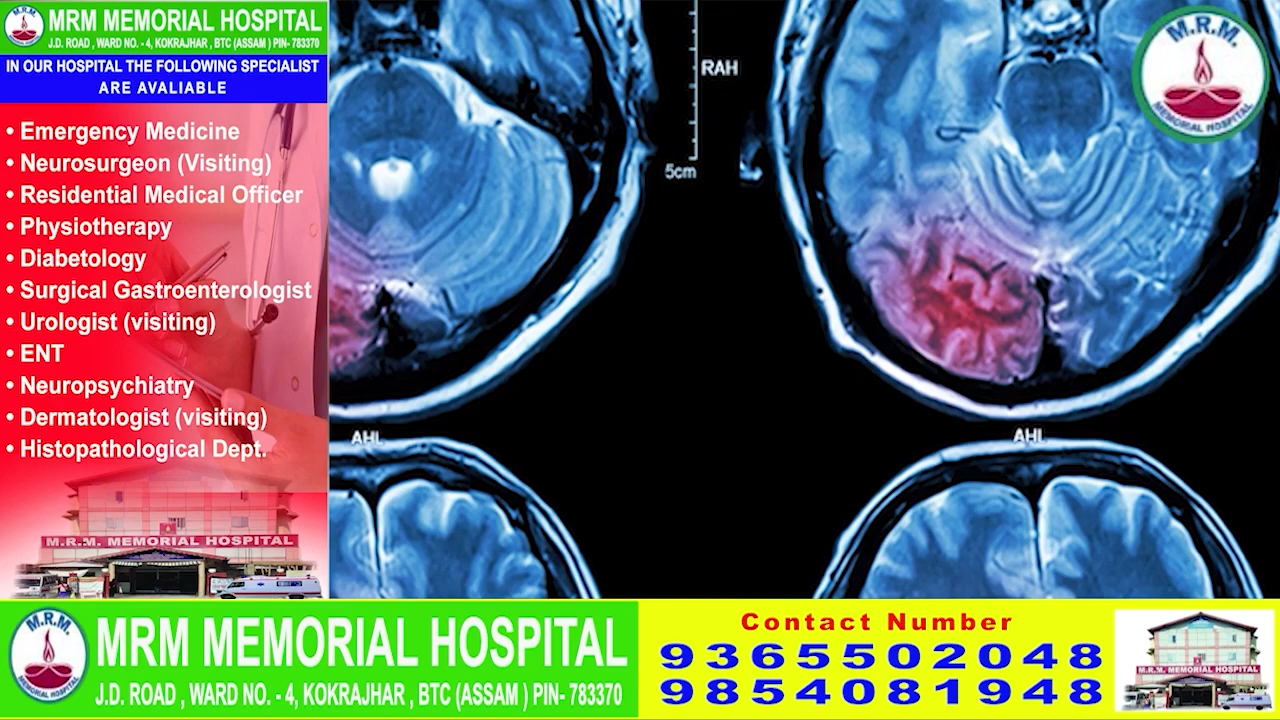 MRM MEMORIAL HOSPITAL
J.D. ROAD , WARD NO. - 4, KOKRAJHAR , BTC (ASSAM ) PIN- 783370
IN OUR HOSPITAL THE FOLLOWING SPECIALIST
ARE AVALIABLE
• Emergency Medicine
• Neurosurgeon (Visiting)
• Residential Medical Officer
• Physiotherapy
• Diabetology
• Surgical Gastroenterologist
• Urologist (visiting)
• ENT
• Neuropsychiatry
• Dermatologist (visiting)
• Histopathological Dept.
M.R.M. MEMORIAL HOSPITAL
RAH
5cm
AHL
AHL
M.R.M.
MEMORIAL HOSPITAL
M.R.M.
MEMORIAL HOSPITAL
MRM MEMORIAL HOSPITAL
J.D. ROAD , WARD NO. - 4, KOKRAJHAR , BTC (ASSAM ) PIN- 783370
Contact Number
9365502048
9854081948
M.R.M. MEMORIAL HOSPITAL